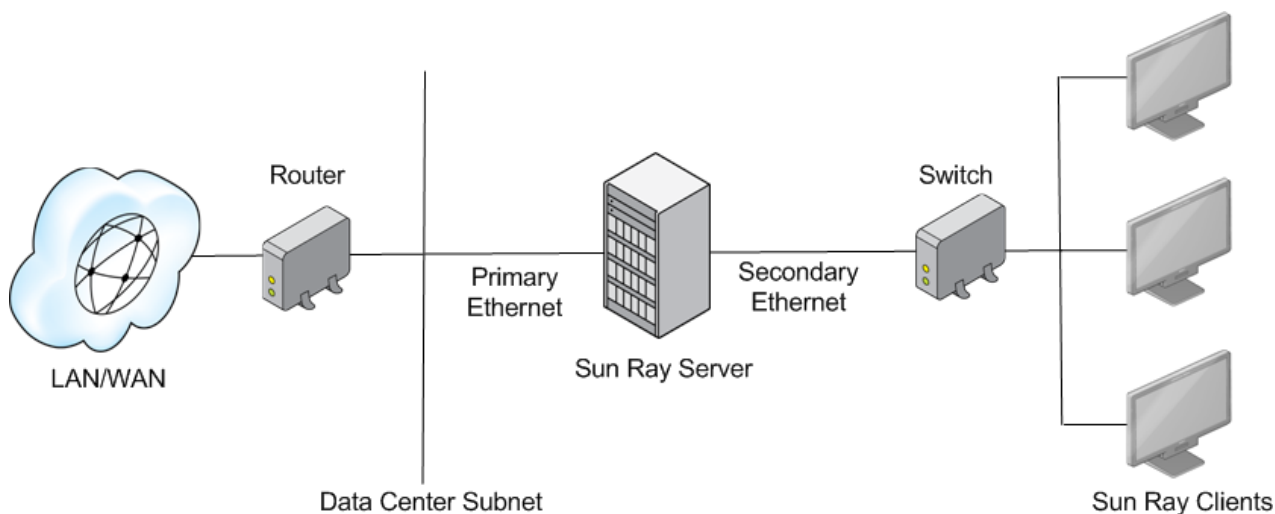 Router
Switch
Primary
Ethernet
Secondary
Ethernet
Sun Ray Server
LAN/WAN
Data Center Subnet
Sun Ray Clients